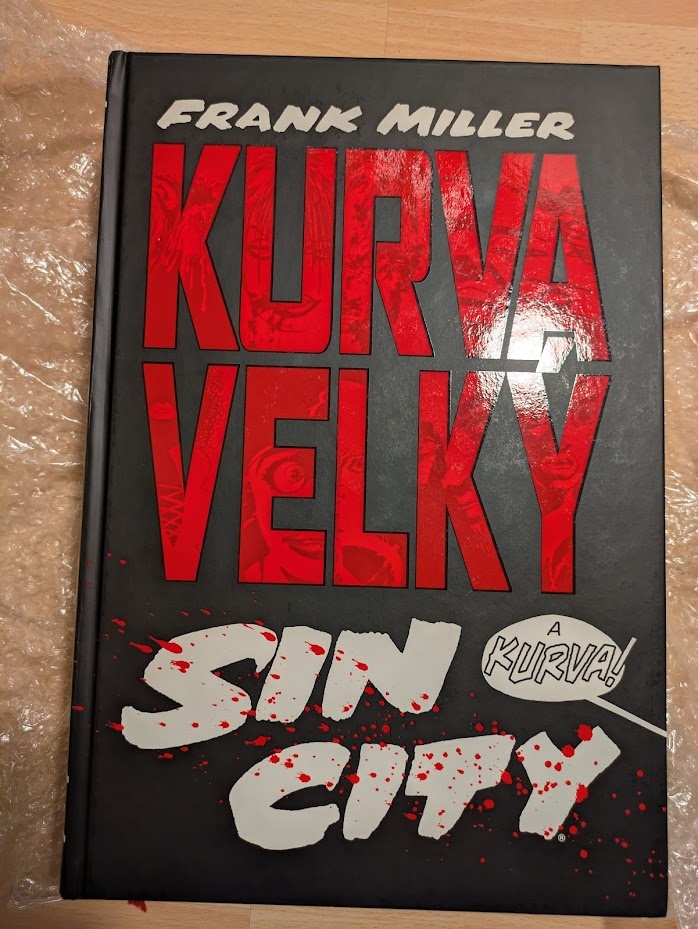 FRANK MILLER
KURVA
VELKÝ
SIN
CITY®
A
KURVA!